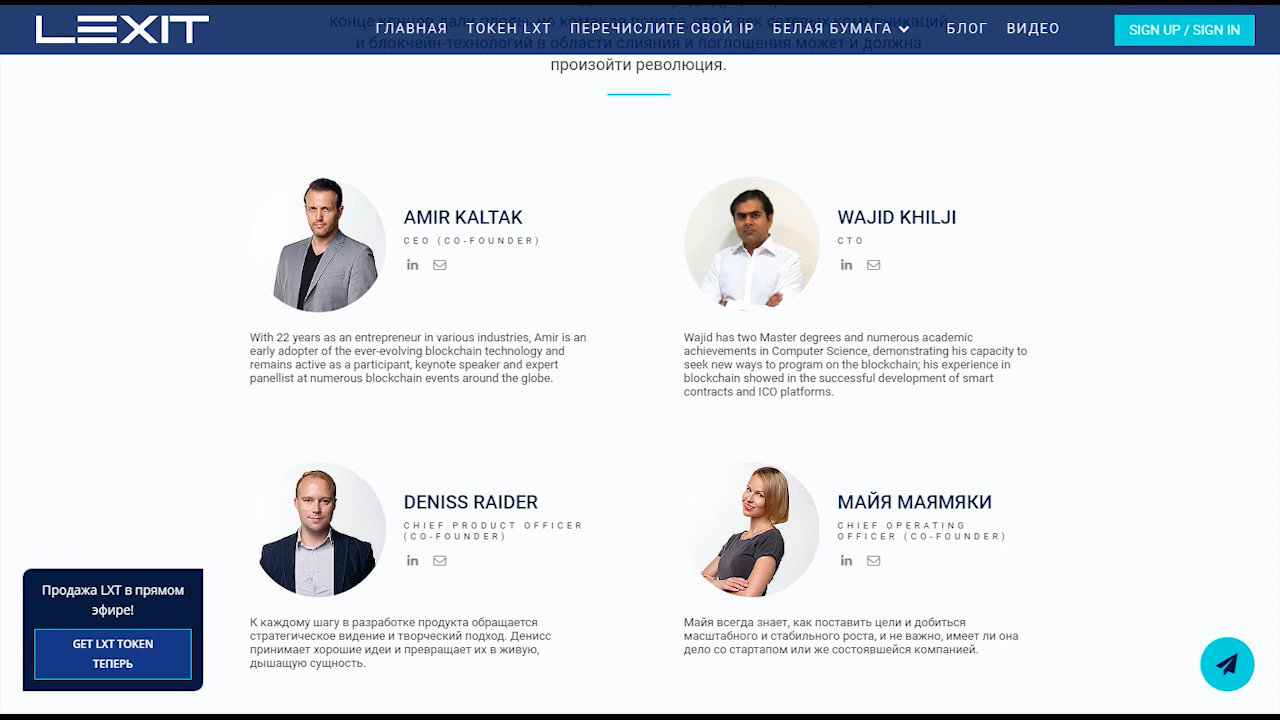 LEXIT
ГЛАВНАЯ ТОКЕН LXT ПЕРЕЧИСЛИТЕ СВОЙ IP БЕЛАЯ БУМАГА БЛОГ ВИДЕО
SIGN UP / SIGN IN
и блокчейн-технологий в области слияния и поглощения может и должна
произойти революция.
AMIR KALTAK
CEO (CO-FOUNDER)
With 22 years as an entrepreneur in various industries, Amir is an
early adopter of the ever-evolving blockchain technology and
remains active as a participant, keynote speaker and expert
panellist at numerous blockchain events around the globe.
WAJID KHILJI
CTO
Wajid has two Master degrees and numerous academic
achievements in Computer Science, demonstrating his capacity to
seek new ways to program on the blockchain; his experience in
blockchain showed in the successful development of smart
contracts and ICO platforms.
DENISS RAIDER
CHIEF PRODUCT OFFICER
(CO-FOUNDER)
К каждому шагу в разработке продукта обращается
стратегическое видение и творческий подход. Денисс
принимает хорошие идеи и превращает их в живую,
дышащую сущность.
МАЙЯ МАЯМЯКИ
CHIEF OPERATING
OFFICER (CO-FOUNDER)
Майя всегда знает, как поставить цели и добиться
масштабного и стабильного роста, и не важно, имеет ли она
дело со стартапом или же состоявшейся компанией.
Продажа LXT в прямом
эфире!
GET LXT TOKEN
ТЕПЕРЬ